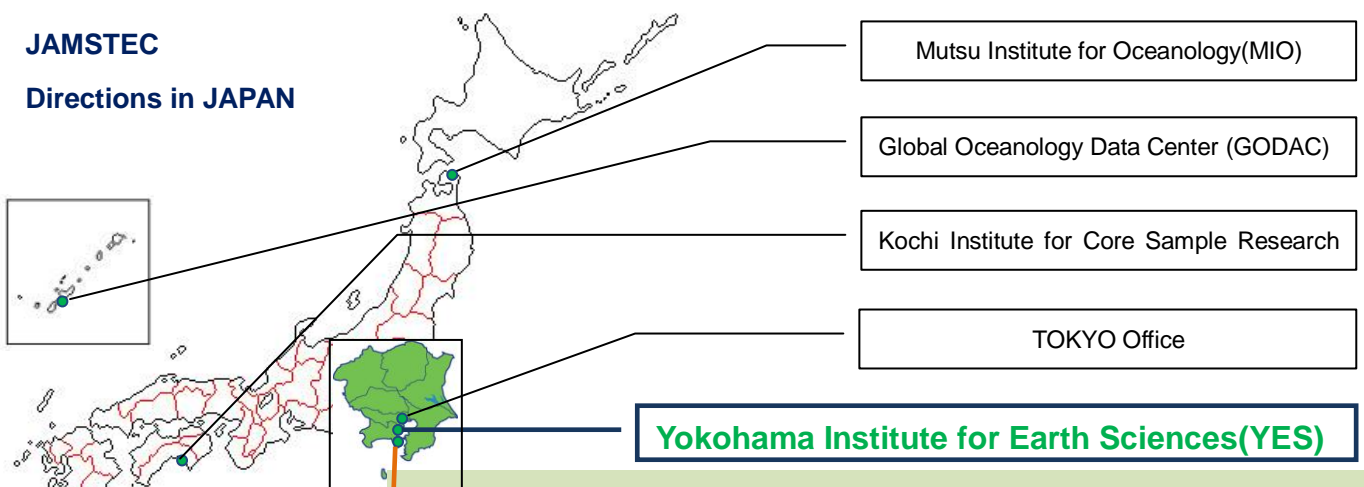 JAMSTEC
Directions in JAPAN
Mutsu Institute for Oceanology(MIO)
Global Oceanology Data Center (GODAC)
Kochi Institute for Core Sample Research
TOKYO Office
Yokohama Institute for Earth Sciences(YES)